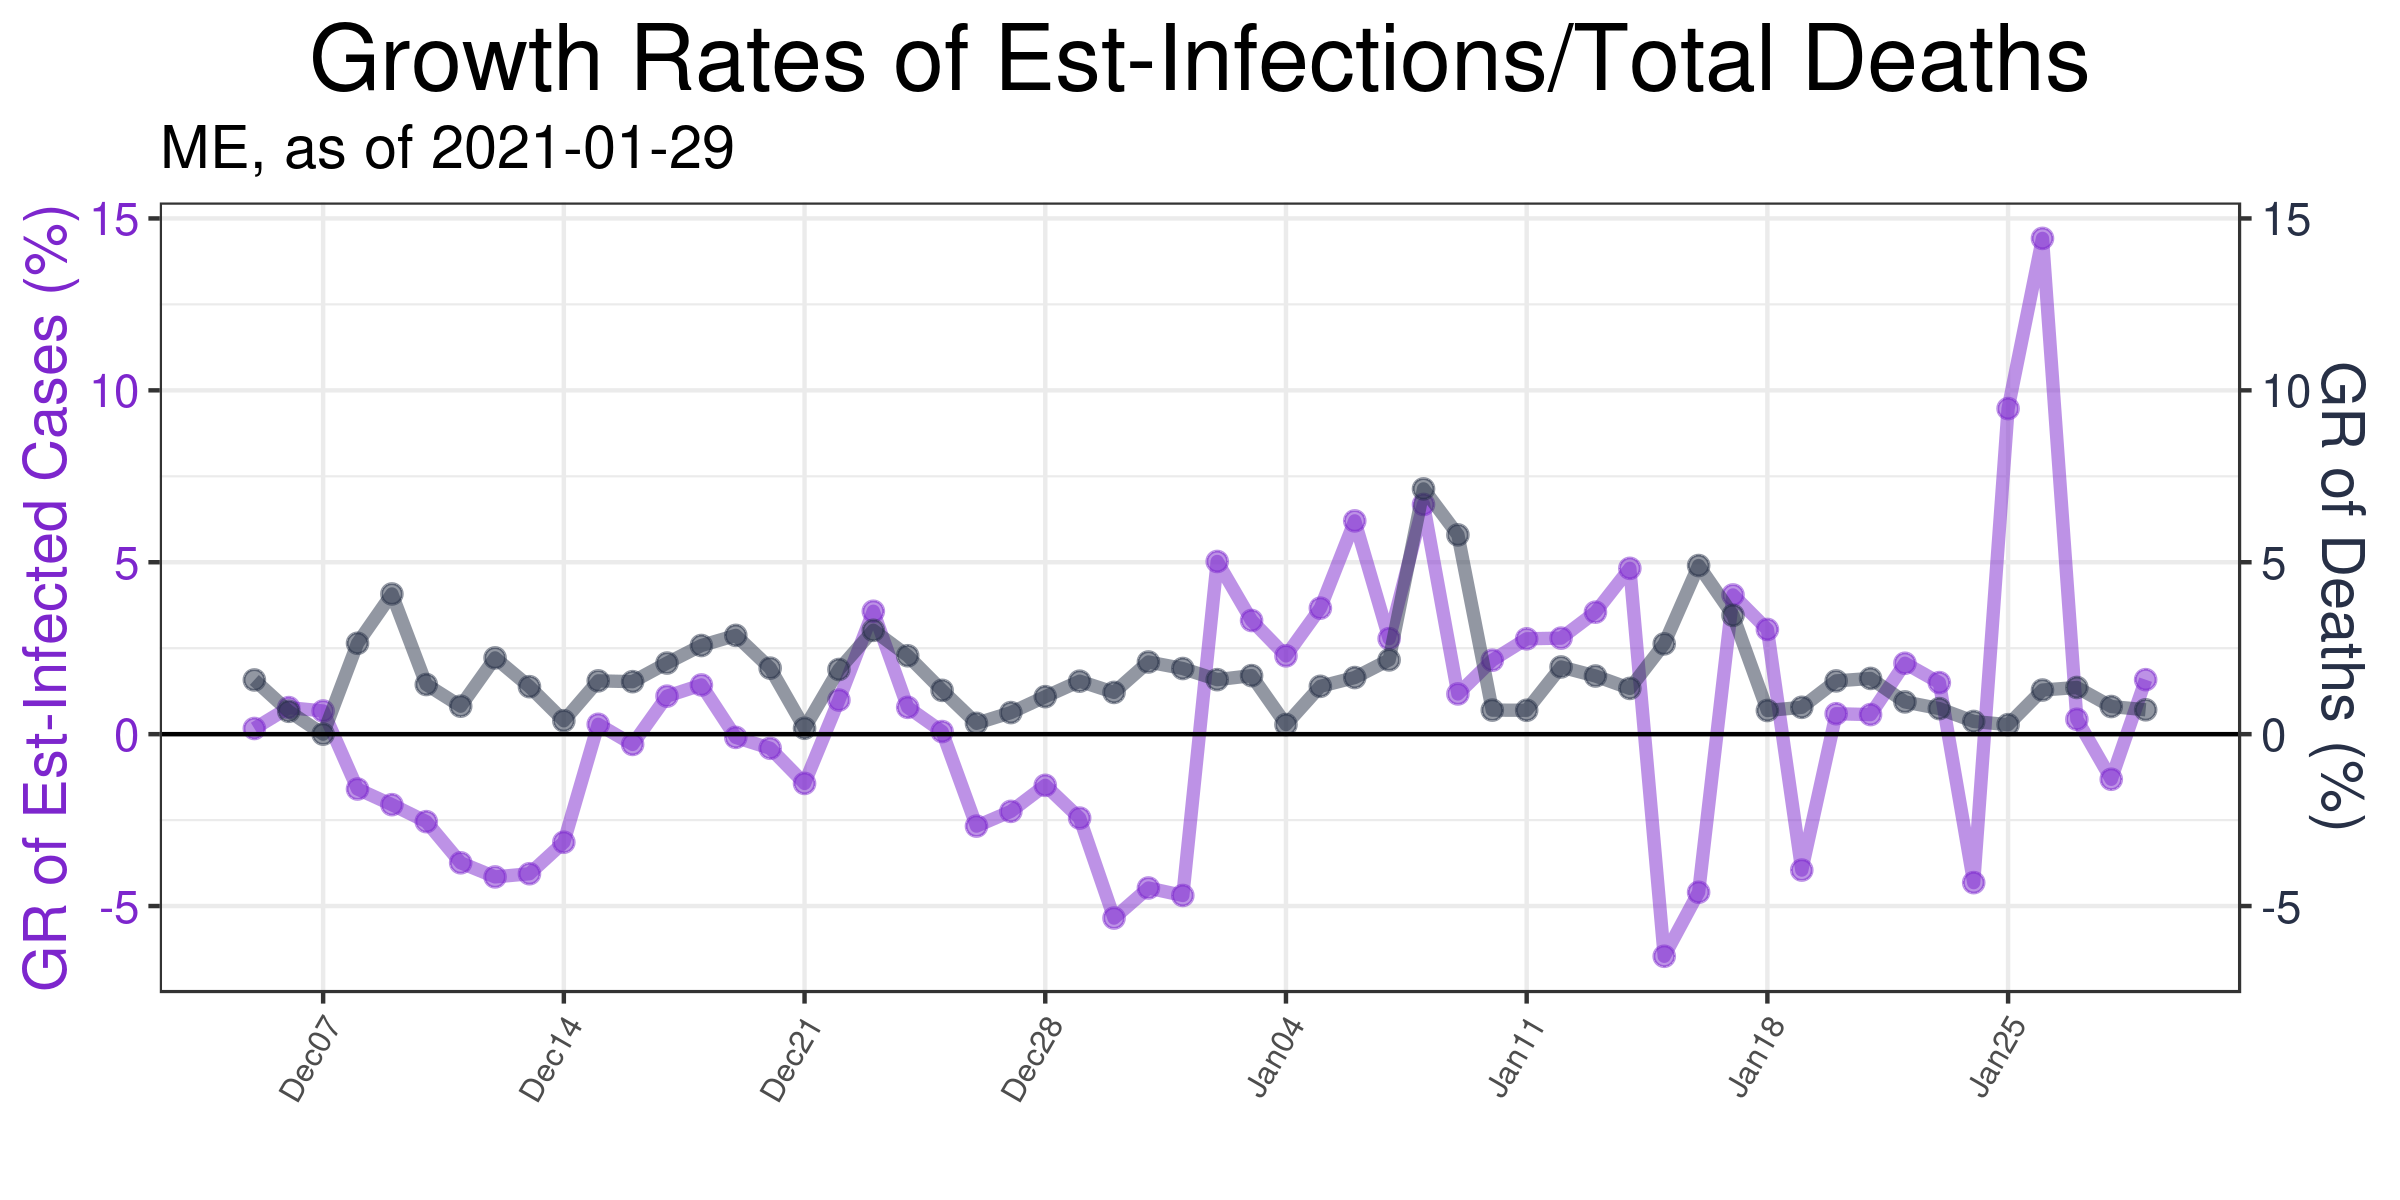 Growth Rates of Est-Infections/Total Deaths
ME, as of 2021-01-29
GR of Est-Infected Cases (%)
15
10
5
0
-5
15
10
5
0
-5
GR of Deaths (%)
Dec07
Dec14
Dec21
Dec28
Jan04
Jan11
Jan18
Jan25